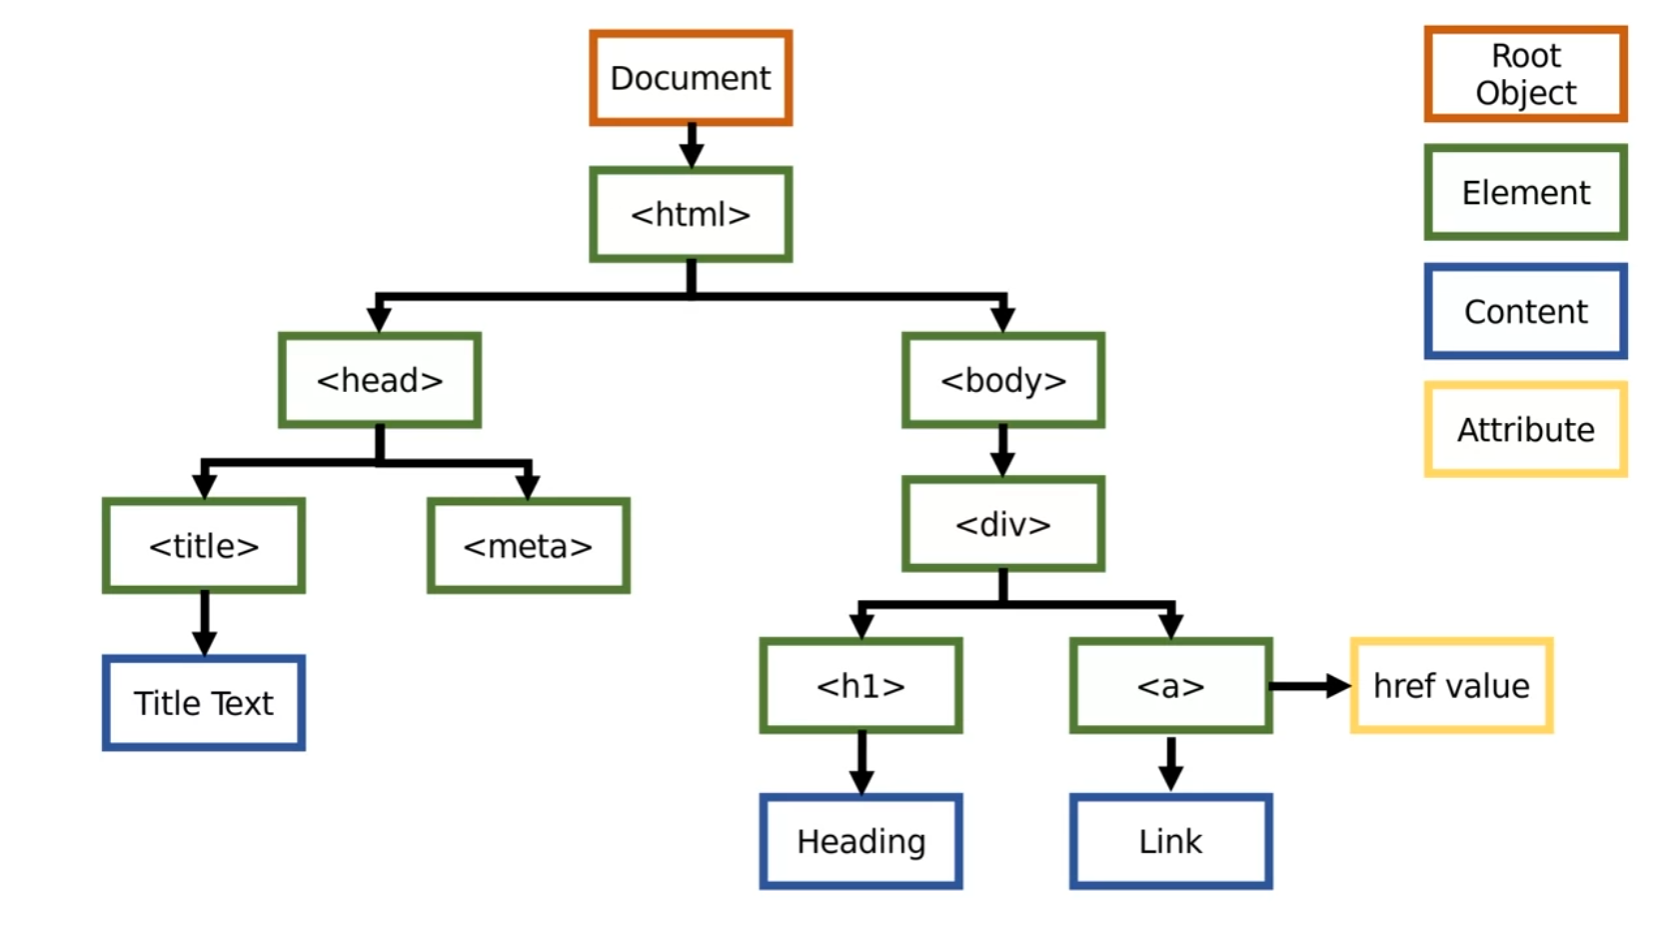 Document
<html>
<head>
<body>
<title>
<meta>
<div>
Title Text
<h1>
<a>
href value
Heading
Link
Root
Object
Element
Content
Attribute